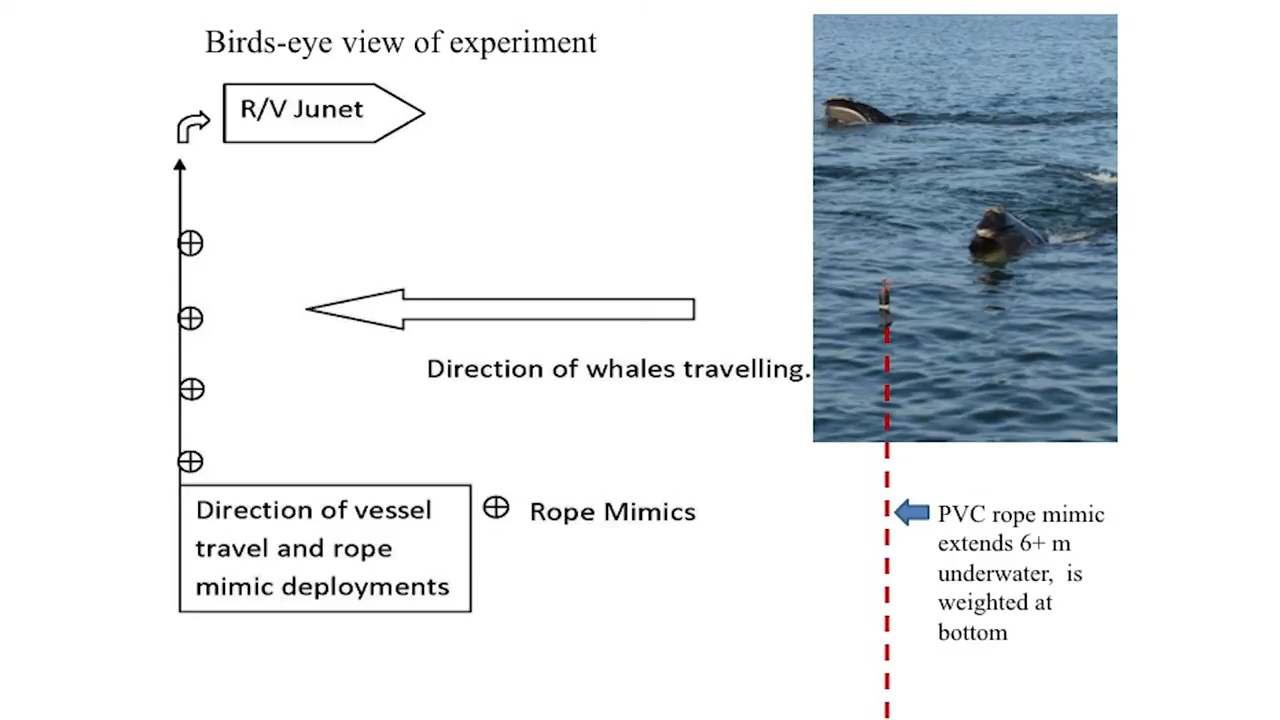 Birds-eye view of experiment
R/V Junet
Direction of whales travelling.
Direction of vessel
travel and rope
mimic deployments
Rope Mimics
PVC rope mimic
extends 6+ m
underwater, is
weighted at
bottom